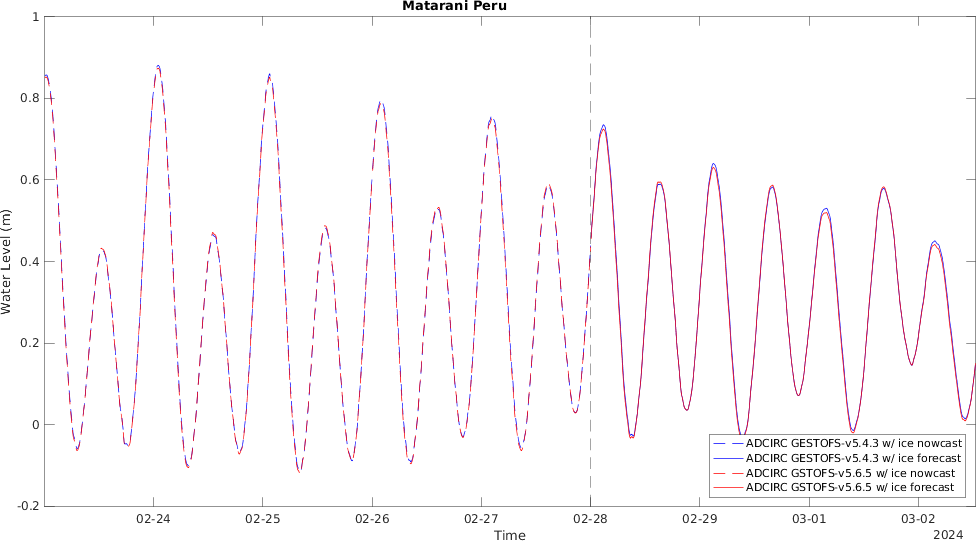 Matarani Peru
1
0.8
0.6
0.4
0.2
0
-0.2
Water Level (m)
ADCIRC GESTOFS-v5.4.3 w/ ice nowcast
ADCIRC GESTOFS-v5.4.3 w/ ice forecast
ADCIRC GSTOFS-v5.6.5 w/ ice nowcast
ADCIRC GSTOFS-v5.6.5 w/ ice forecast
02-24 02-25 02-26 02-27 02-28 02-29 03-01 03-02
Time
2024